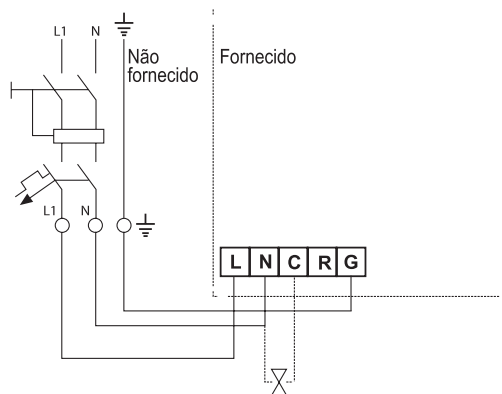 L1 N
Não
fornecido
Fornecido
L1 N
L N C R G